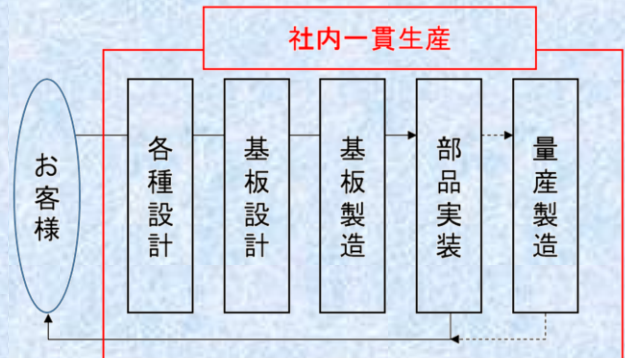 社内一貫生産
お客様
各種設計
基板設計
基板製造
部品実装
量産製造